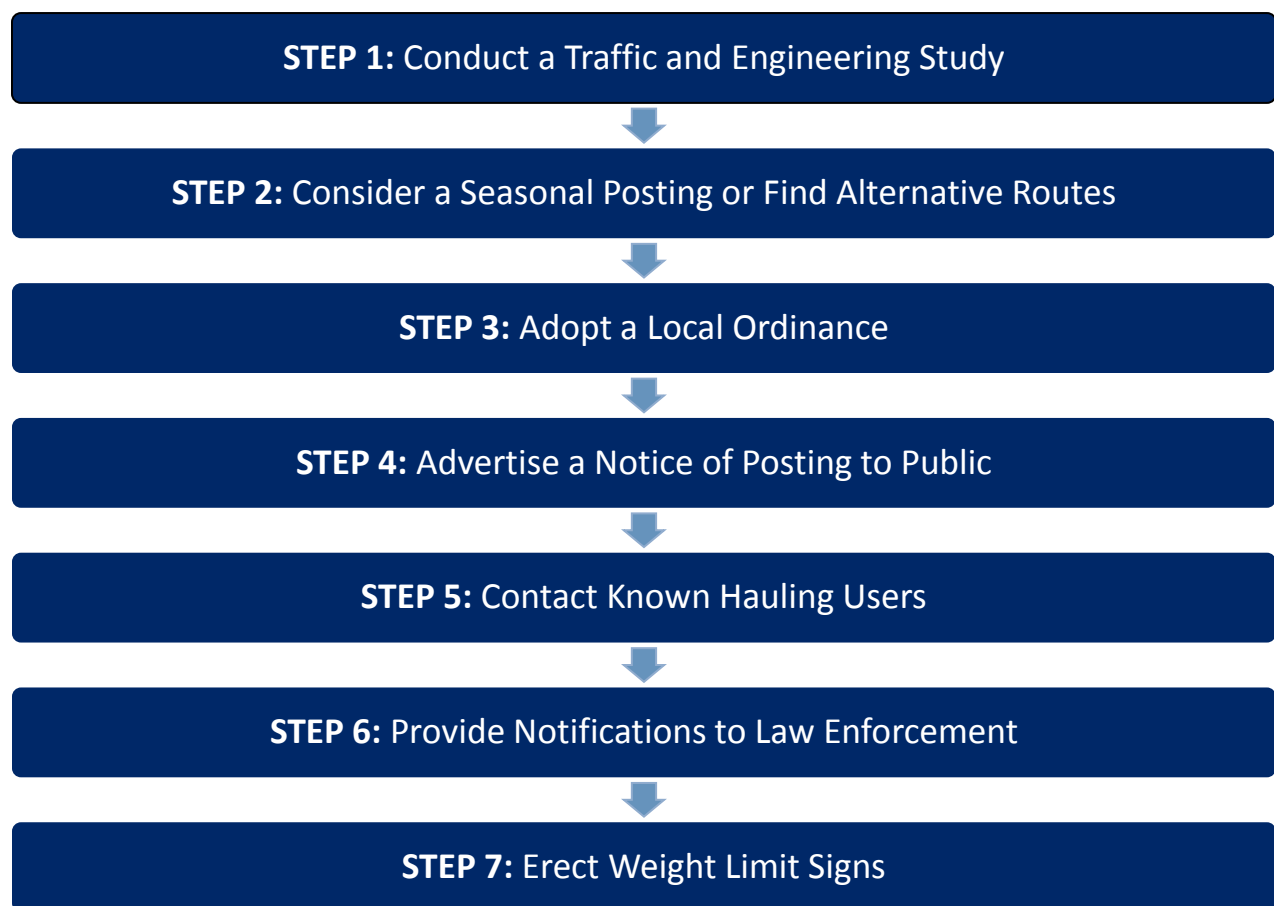 STEP 1: Conduct a Traffic and Engineering Study
STEP 2: Consider a Seasonal Posting or Find Alternative Routes
STEP 3: Adopt a Local Ordinance
STEP 4: Advertise a Notice of Posting to Public
STEP 5: Contact Known Hauling Users
STEP 6: Provide Notifications to Law Enforcement
STEP 7: Erect Weight Limit Signs